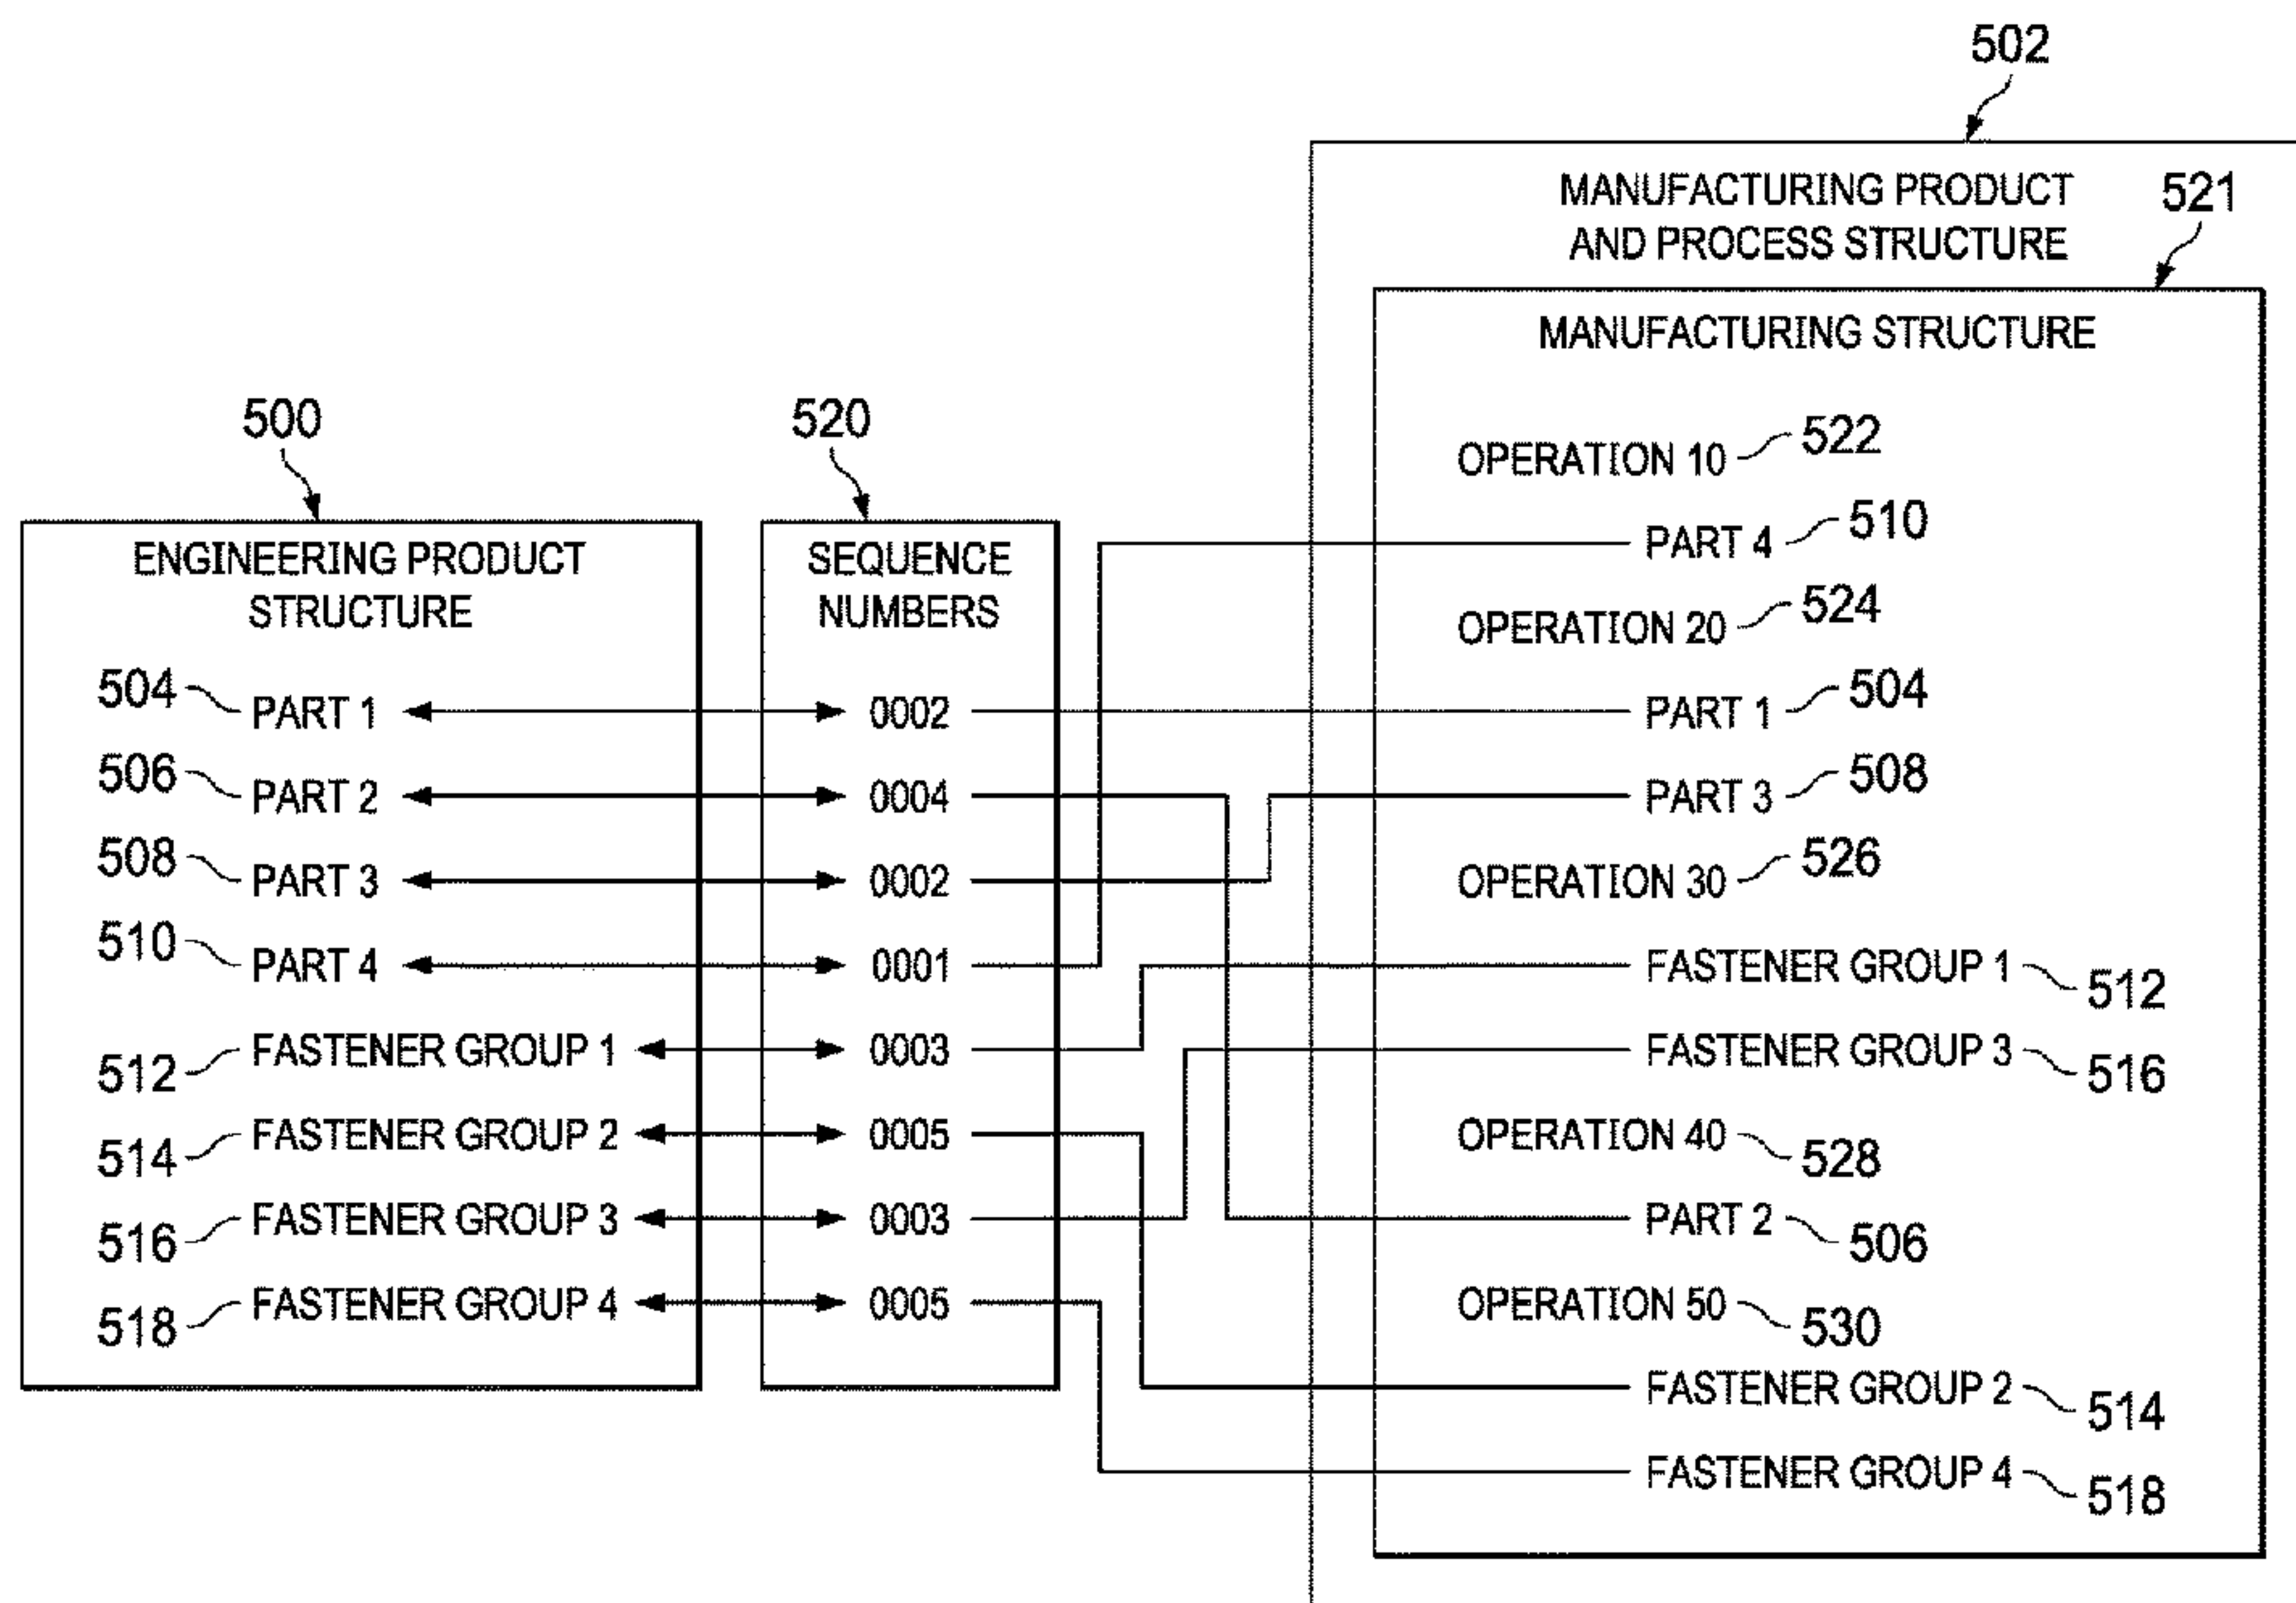 502
MANUFACTURING PRODUCT
AND PROCESS STRUCTURE
521
MANUFACTURING STRUCTURE
500
520
ENGINEERING PRODUCT
STRUCTURE
504 PART 1
506 PART 2
508 PART 3
510 PART 4
512 FASTENER GROUP 1
514 FASTENER GROUP 2
516 FASTENER GROUP 3
518 FASTENER GROUP 4
SEQUENCE
NUMBERS
0002
0004
0002
0001
0003
0005
0003
0005
OPERATION 10 522
PART 4 510
OPERATION 20 524
PART 1 504
PART 3 508
OPERATION 30 526
FASTENER GROUP 1 512
FASTENER GROUP 3 516
OPERATION 40 528
PART 2 506
OPERATION 50 530
FASTENER GROUP 2 514
FASTENER GROUP 4 518